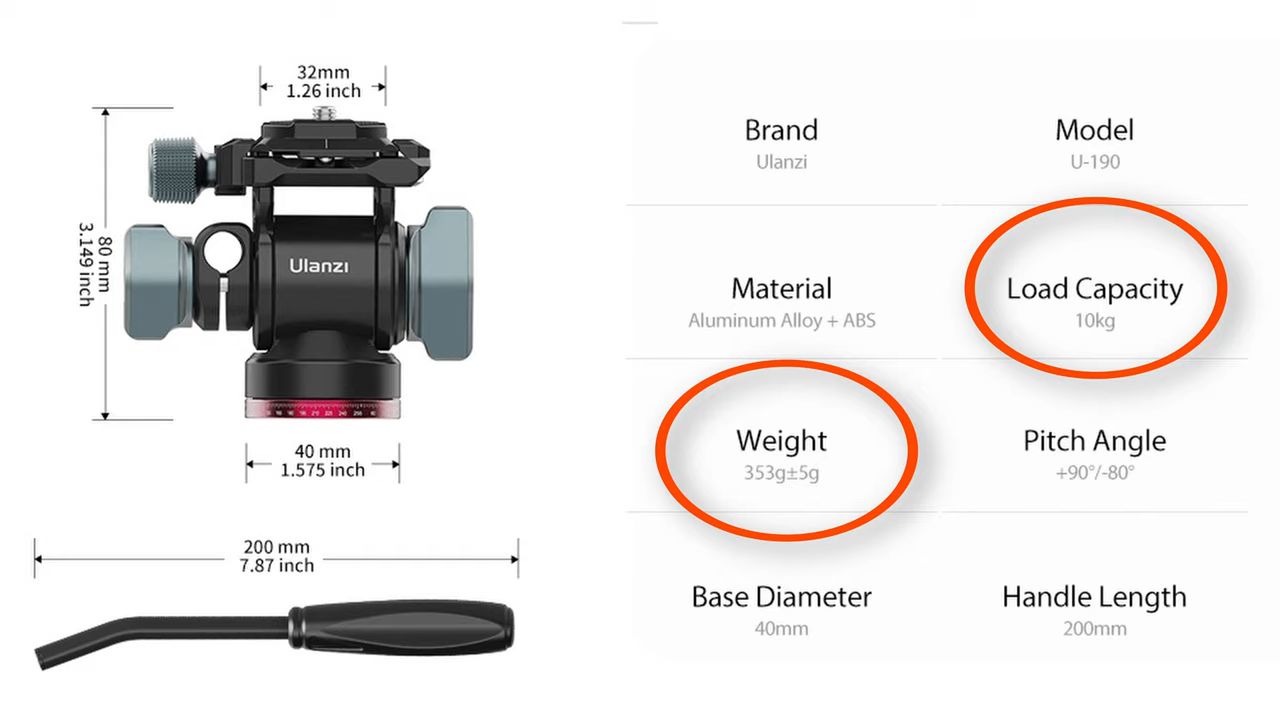 32mm
1.26 inch
80 mm
3.149 inch
Ulanzi
40 mm
1.575 inch
200 mm
7.87 inch
Brand
Ulanzi
Model
U-190
Material
Aluminum Alloy + ABS
Load Capacity
10kg
Weight
353g±5g
Pitch Angle
+90°/-80°
Base Diameter
40mm
Handle Length
200mm